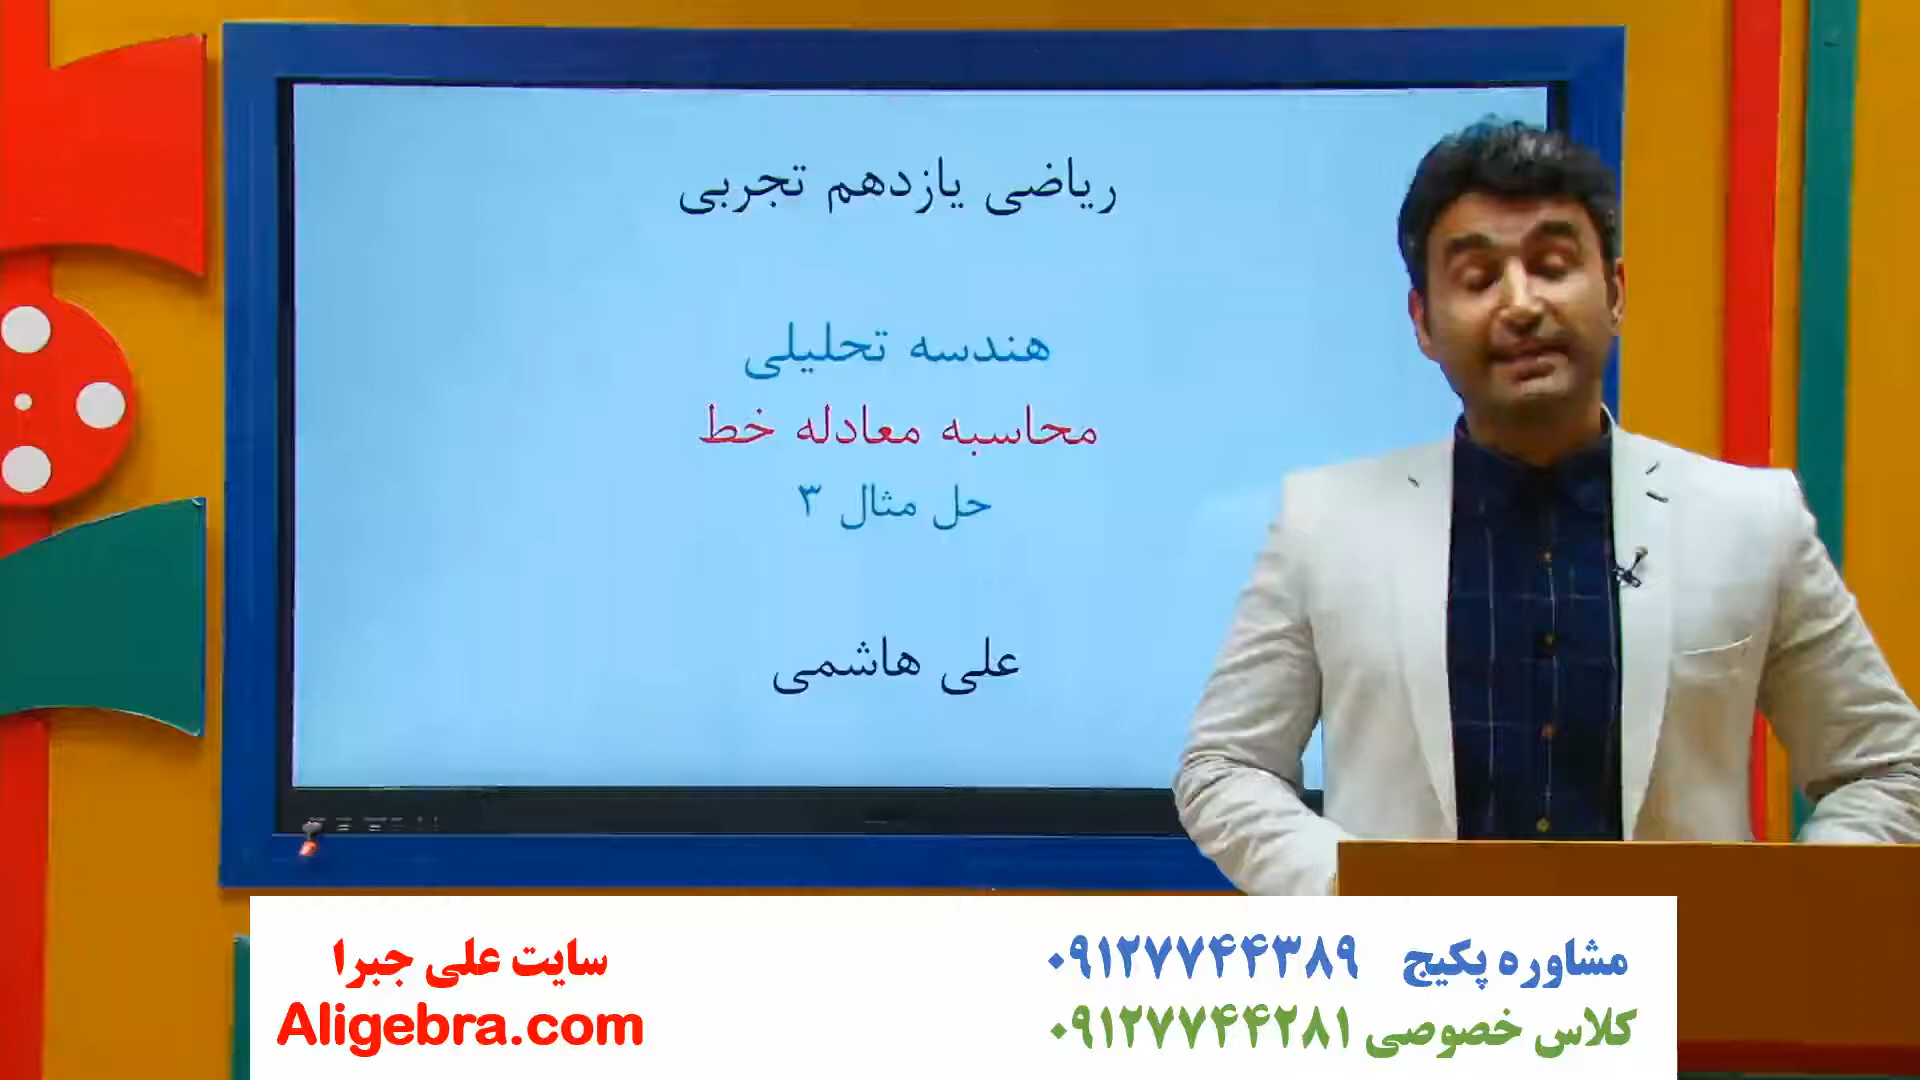 ریاضی یازدهم تجربی
هندسه تحلیلی
محاسبه معادله خط
حل مثال ۳
علی هاشمی
مشاوره پکیج ۰۹۱۲۷۷۴۴۳۸۹
کلاس خصوصی ۰۹۱۲۷۷۴۴۲۸۱
سایت علی جبرا
Aligebra.com